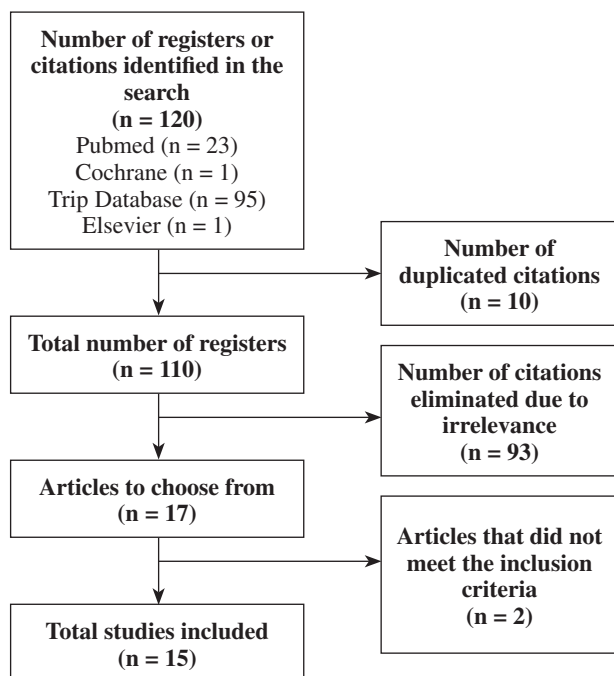 Number of registers or
citations identified in the
search
(n = 120)
Pubmed (n = 23)
Cochrane (n = 1)
Trip Database (n = 95)
Elsevier (n = 1)
Number of
duplicated citations
(n = 10)
Total number of registers
(n = 110)
Number of citations
eliminated due to
irrelevance
(n = 93)
Articles to choose from
(n = 17)
Articles that did not
meet the inclusion
criteria
(n = 2)
Total studies included
(n = 15)